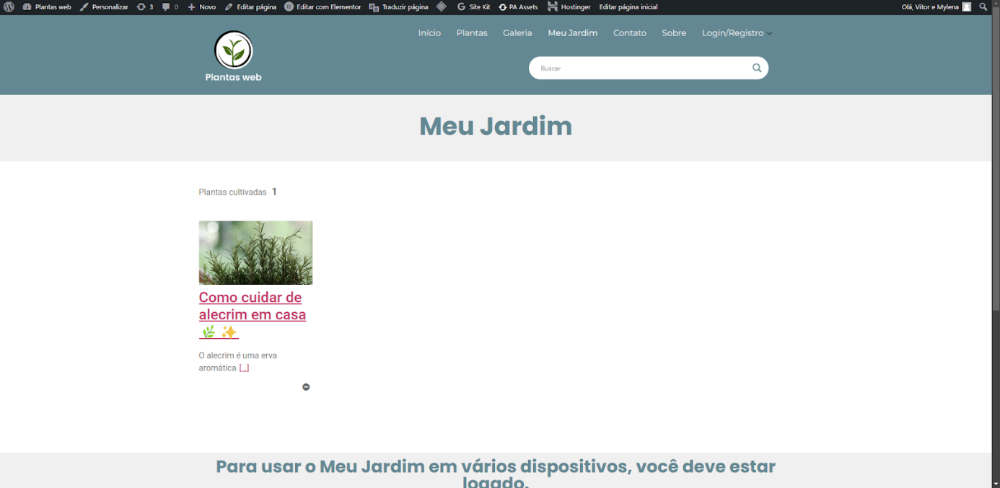 Plantas web Personalizar 3 0 Novo Editar página Editar com Elementor Traduzir página Site Kit PA Assets Hostinger Editar página inicial Olá, Vitor e Mylena
Início Plantas Galeria Meu Jardim Contato Sobre Login/Registro
Plantas web
Buscar
Meu Jardim
Plantas cultivadas 1
Como cuidar de
alecrim em casa
🌿 ✨
O alecrim é uma erva
aromática [...]
Para usar o Meu Jardim em vários dispositivos, você deve estar
logado.